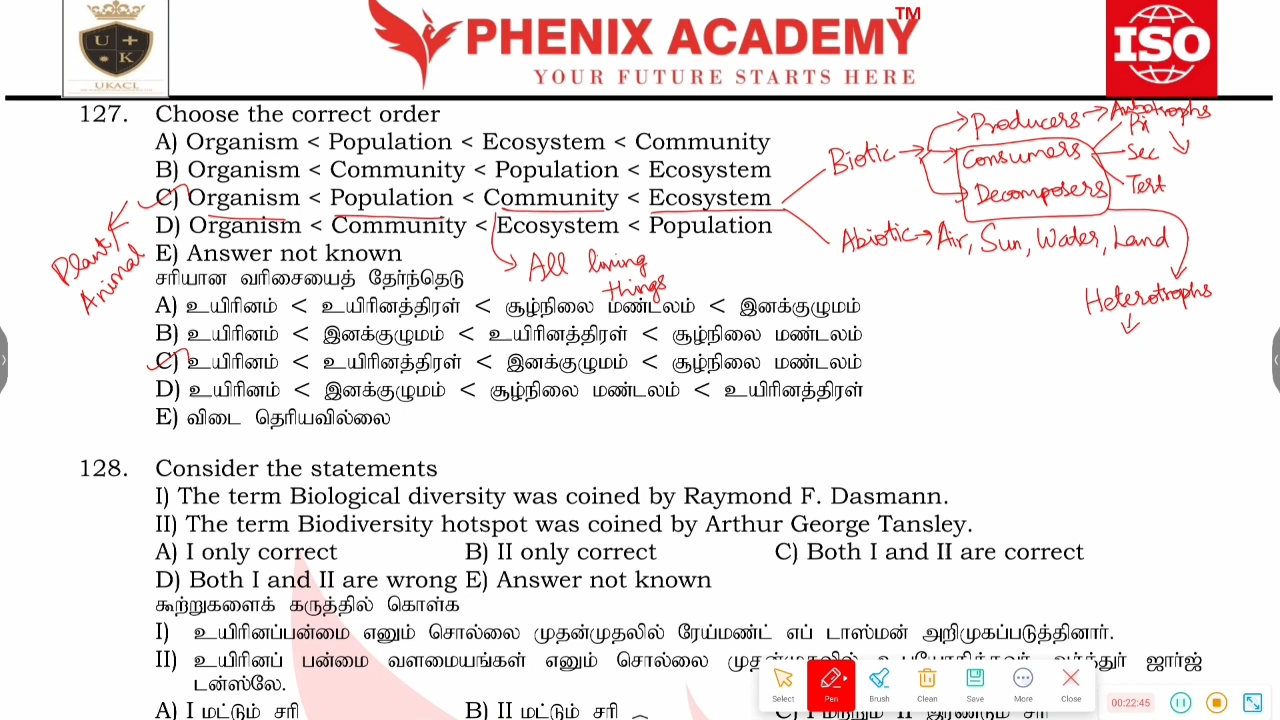 U K
UKACL
PHENIX ACADEMY TM
YOUR FUTURE STARTS HERE
ISO
127. Choose the correct order
A) Organism < Population < Ecosystem < Community
B) Organism < Community < Population < Ecosystem
C) Organism < Population < Community < Ecosystem
D) Organism < Community < Ecosystem < Population
E) Answer not known
Plant/
Animal
All living
things
Biotic
Producers → Autotrophs
Consumers
Decomposers
Pri
Sec
Tert
Abiotic → Air, Sun, Water, Land
Heterotrophs
சரியான வரிசையைத் தேர்ந்தெடு
A) உயிரினம் < உயிரினத்திரள் < சூழ்நிலை மண்டலம் < இனக்குழுமம்
B) உயிரினம் < இனக்குழுமம் < உயிரினத்திரள் < சூழ்நிலை மண்டலம்
C) உயிரினம் < உயிரினத்திரள் < இனக்குழுமம் < சூழ்நிலை மண்டலம்
D) உயிரினம் < இனக்குழுமம் < சூழ்நிலை மண்டலம் < உயிரினத்திரள்
E) விடை தெரியவில்லை
128. Consider the statements
I) The term Biological diversity was coined by Raymond F. Dasmann.
II) The term Biodiversity hotspot was coined by Arthur George Tansley.
A) I only correct B) II only correct C) Both I and II are correct
D) Both I and II are wrong E) Answer not known
கூற்றுகளைக் கருத்தில் கொள்க
I) உயிரினப்பன்மை எனும் சொல்லை முதன்முதலில் ரேய்மண்ட் எப் டாஸ்மன் அறிமுகப்படுத்தினார்.
II) உயிரினப் பன்மை வளமையங்கள் எனும் சொல்லை முதன்முதலில் ஜார்ஜ்
டன்ஸ்லே.
A) I மட்டும் சரி B) II மட்டும் சரி
Select Pen Brush Clean Save More Close
00:22:45